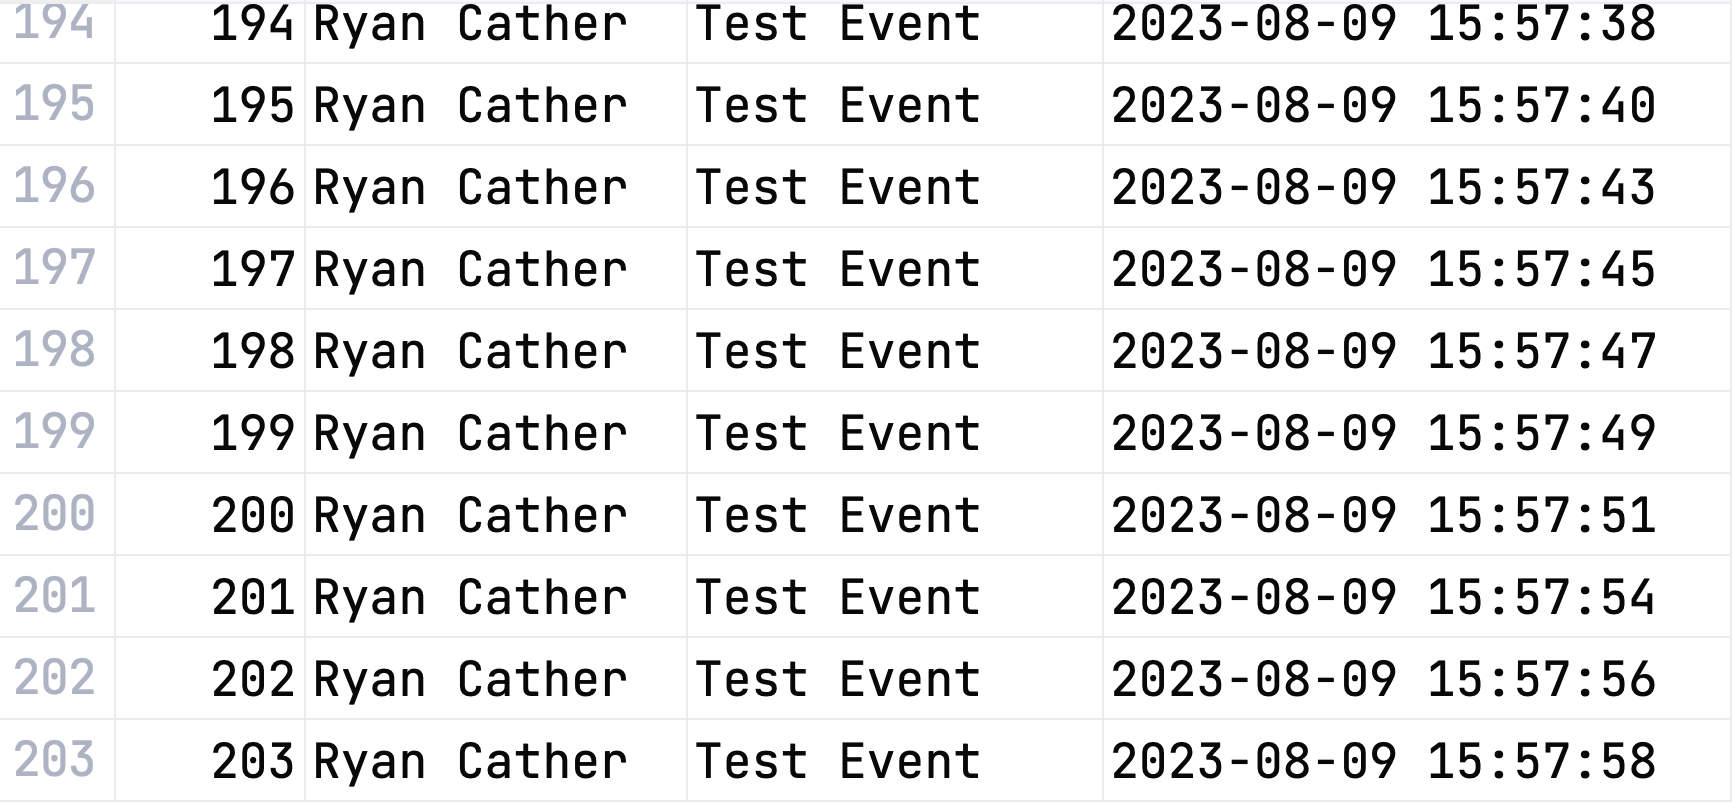 194 194 Ryan Cather Test Event 2023-08-09 15:57:38
195 195 Ryan Cather Test Event 2023-08-09 15:57:40
196 196 Ryan Cather Test Event 2023-08-09 15:57:43
197 197 Ryan Cather Test Event 2023-08-09 15:57:45
198 198 Ryan Cather Test Event 2023-08-09 15:57:47
199 199 Ryan Cather Test Event 2023-08-09 15:57:49
200 200 Ryan Cather Test Event 2023-08-09 15:57:51
201 201 Ryan Cather Test Event 2023-08-09 15:57:54
202 202 Ryan Cather Test Event 2023-08-09 15:57:56
203 203 Ryan Cather Test Event 2023-08-09 15:57:58